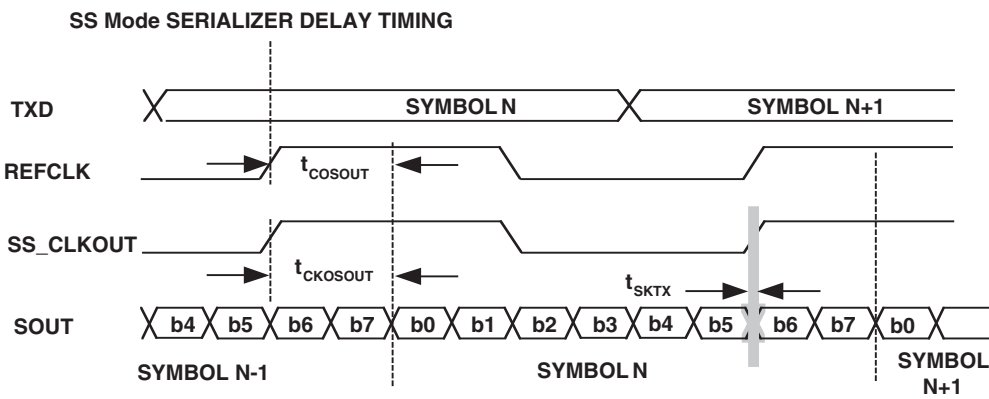 SS Mode SERIALIZER DELAY TIMING
TXD SYMBOL N SYMBOL N+1
REFCLK tCOSOUT
SS_CLKOUT tCKOSOUT tSKTX
SOUT b4 b5 b6 b7 b0 b1 b2 b3 b4 b5 b6 b7 b0
SYMBOL N-1 SYMBOL N SYMBOL
N+1